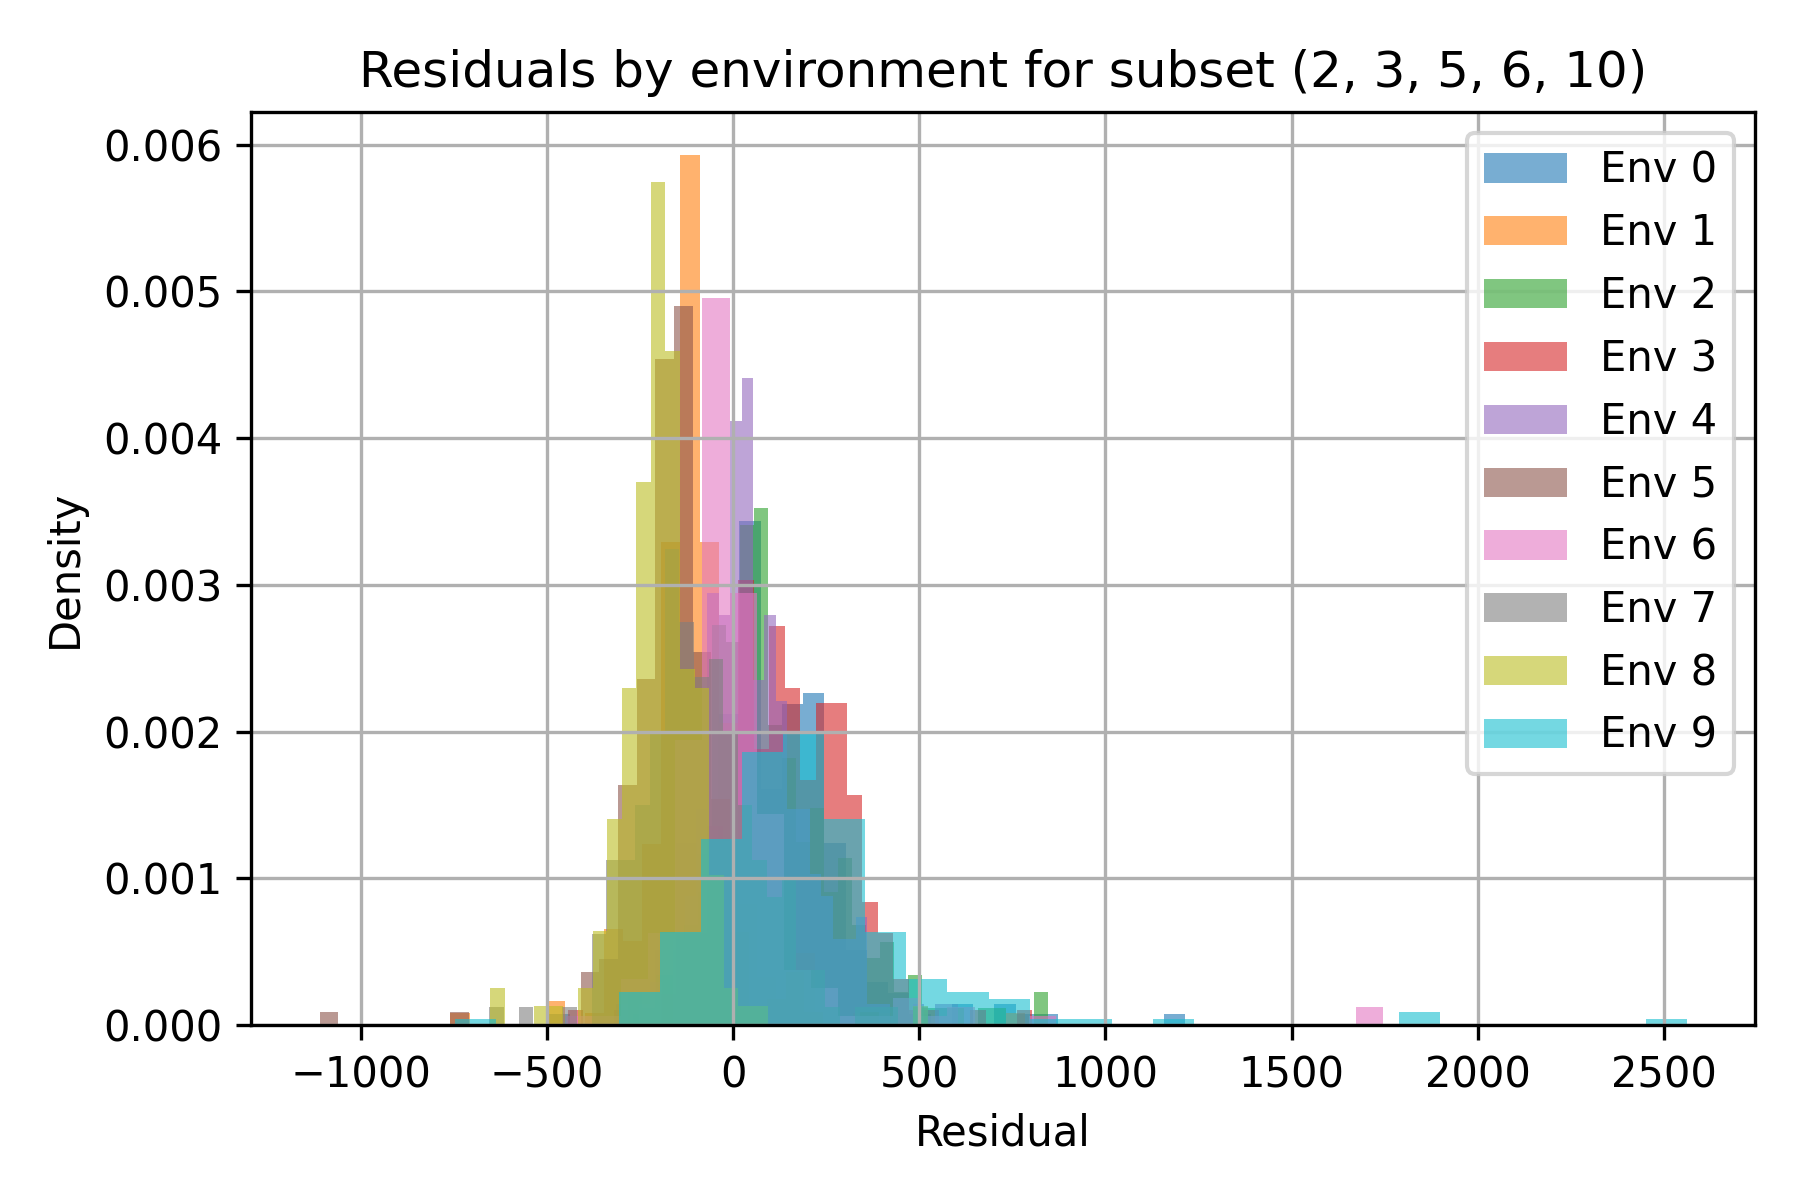 Residuals by environment for subset (2, 3, 5, 6, 10)
0.006
0.005
0.004
0.003
0.002
0.001
0.000
Density
−1000
−500
0
500
1000
1500
2000
2500
Residual
Env 0
Env 1
Env 2
Env 3
Env 4
Env 5
Env 6
Env 7
Env 8
Env 9